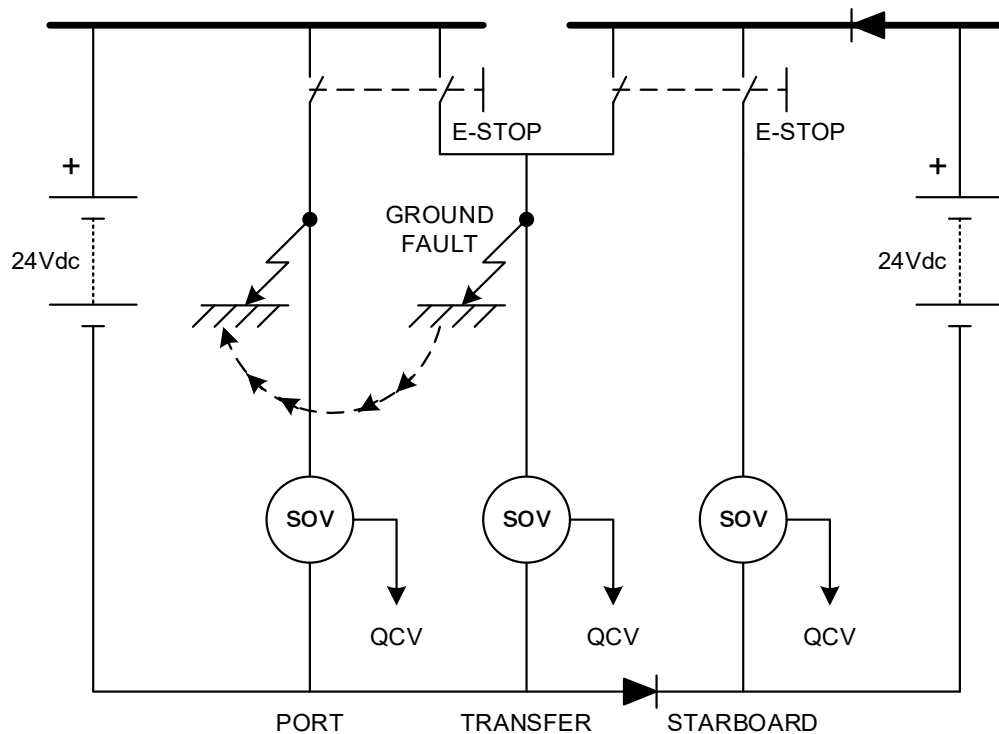 E-STOP
E-STOP
+
+
GROUND
FAULT
24Vdc
24Vdc
SOV
SOV
SOV
QCV
QCV
QCV
PORT
TRANSFER
STARBOARD